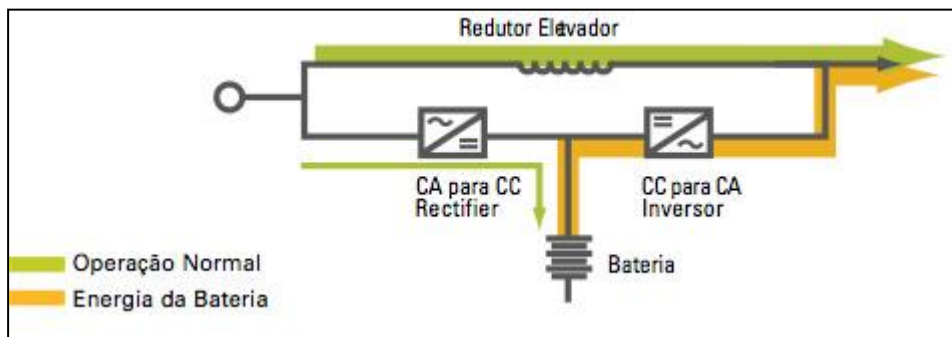 Redutor Elevador
CA para CC
Rectifier
CC para CA
Inversor
Bateria
Operação Normal
Energia da Bateria